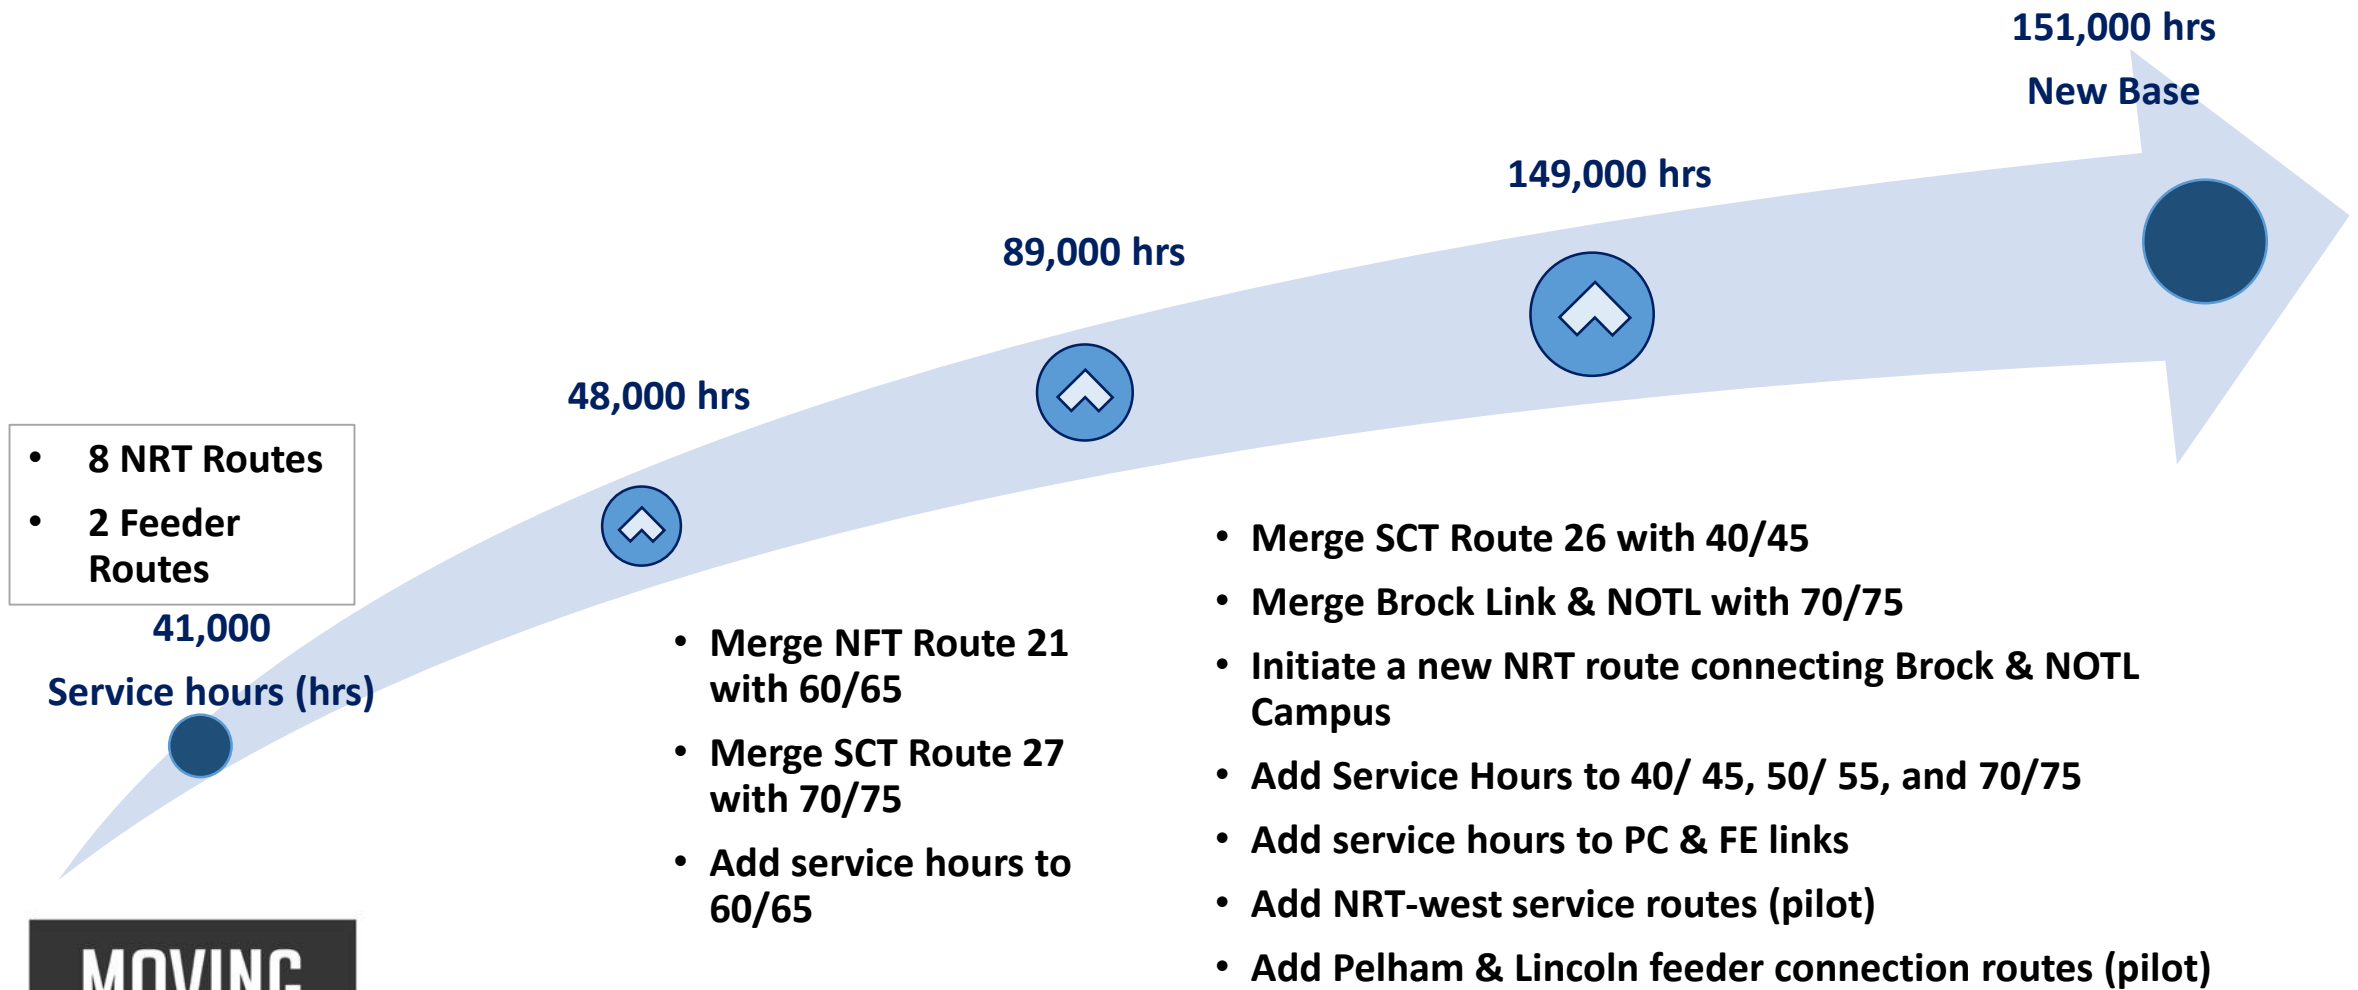 151,000 hrs
New Base
149,000 hrs
89,000 hrs
48,000 hrs
• 8 NRT Routes
• 2 Feeder
Routes
41,000
Service hours (hrs)
• Merge NFT Route 21
with 60/65
• Merge SCT Route 27
with 70/75
• Add service hours to
60/65
• Merge SCT Route 26 with 40/45
• Merge Brock Link & NOTL with 70/75
• Initiate a new NRT route connecting Brock & NOTL
Campus
• Add Service Hours to 40/ 45, 50/ 55, and 70/75
• Add service hours to PC & FE links
• Add NRT-west service routes (pilot)
• Add Pelham & Lincoln feeder connection routes (pilot)
MOVING